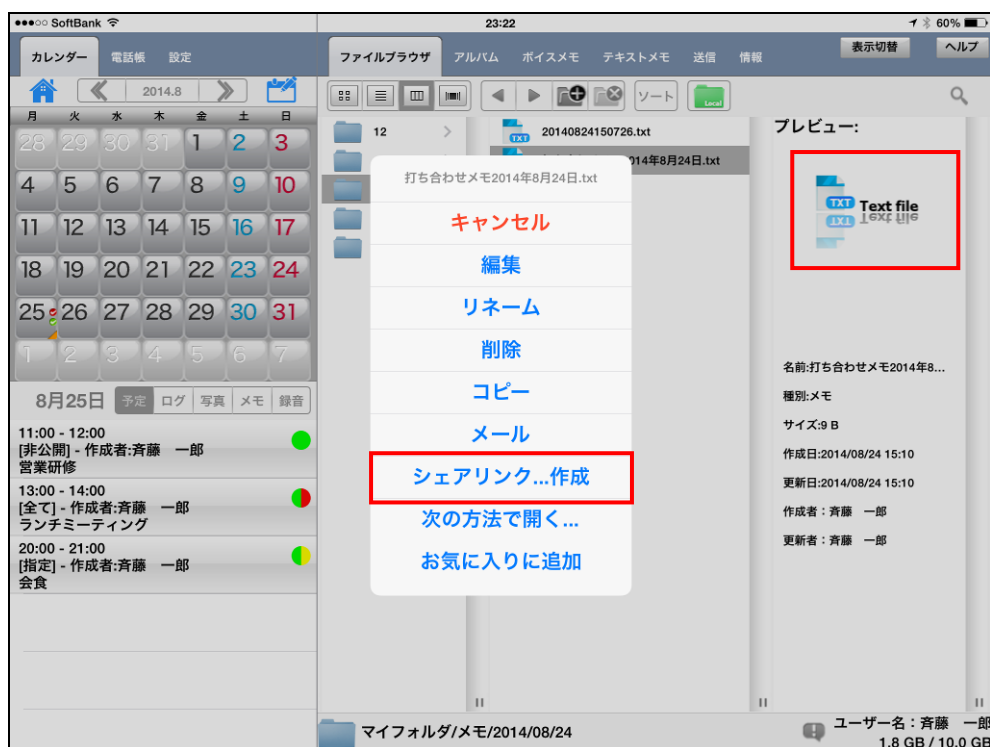 SoftBank
23:22
60%
カレンダー
電話帳
設定
ファイルブラウザ
アルバム
ボイスメモ
テキストメモ
送信
情報
表示切替
ヘルプ
2014.8
ソート
Local
月 火 水 木 金 土 日
28 29 30 31 1 2 3
4 5 6 7 8 9 10
11 12 13 14 15 16 17
18 19 20 21 22 23 24
25 26 27 28 29 30 31
1 2 3 4 5 6 7
8月25日
予定
ログ
写真
メモ
録音
11:00 - 12:00
[非公開] - 作成者:斉藤 一郎
営業研修
13:00 - 14:00
[全て] - 作成者:斉藤 一郎
ランチミーティング
20:00 - 21:00
[指定] - 作成者:斉藤 一郎
会食
12
TXT
20140824150726.txt
014年8月24日.txt
打ち合わせメモ2014年8月24日.txt
キャンセル
編集
リネーム
削除
コピー
メール
シェアリンク...作成
次の方法で開く...
お気に入りに追加
プレビュー:
TXT Text file
名前:打ち合わせメモ2014年8...
種別:メモ
サイズ:9 B
作成日:2014/08/24 15:10
更新日:2014/08/24 15:10
作成者：斉藤 一郎
更新者：斉藤 一郎
マイフォルダ/メモ/2014/08/24
ユーザー名：斉藤 一郎
1.8 GB / 10.0 GB